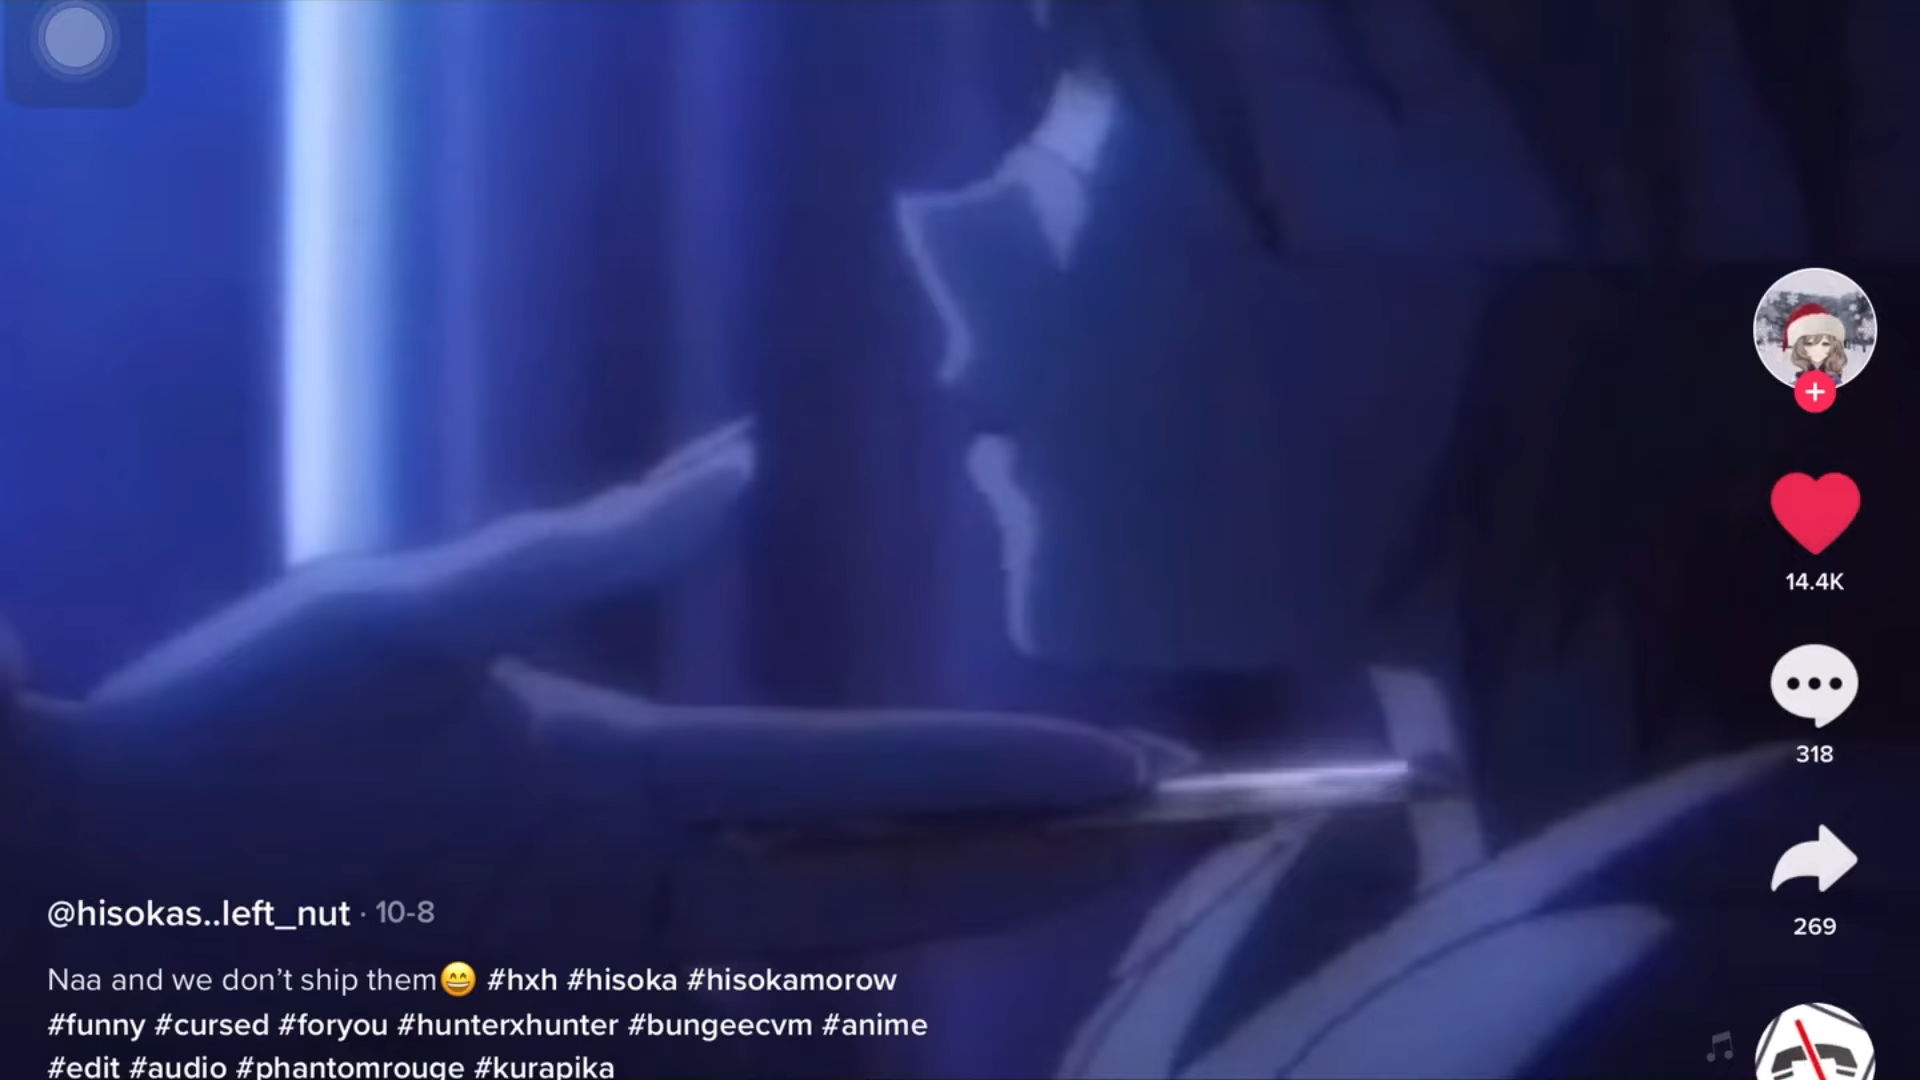 14.4K
318
269
@hisokas..left_nut · 10-8
Naa and we don’t ship them😄 #hxh #hisoka #hisokamorow
#funny #cursed #foryou #hunterxhunter #bungeecvm #anime
#edit #audio #phantomrouge #kurapika